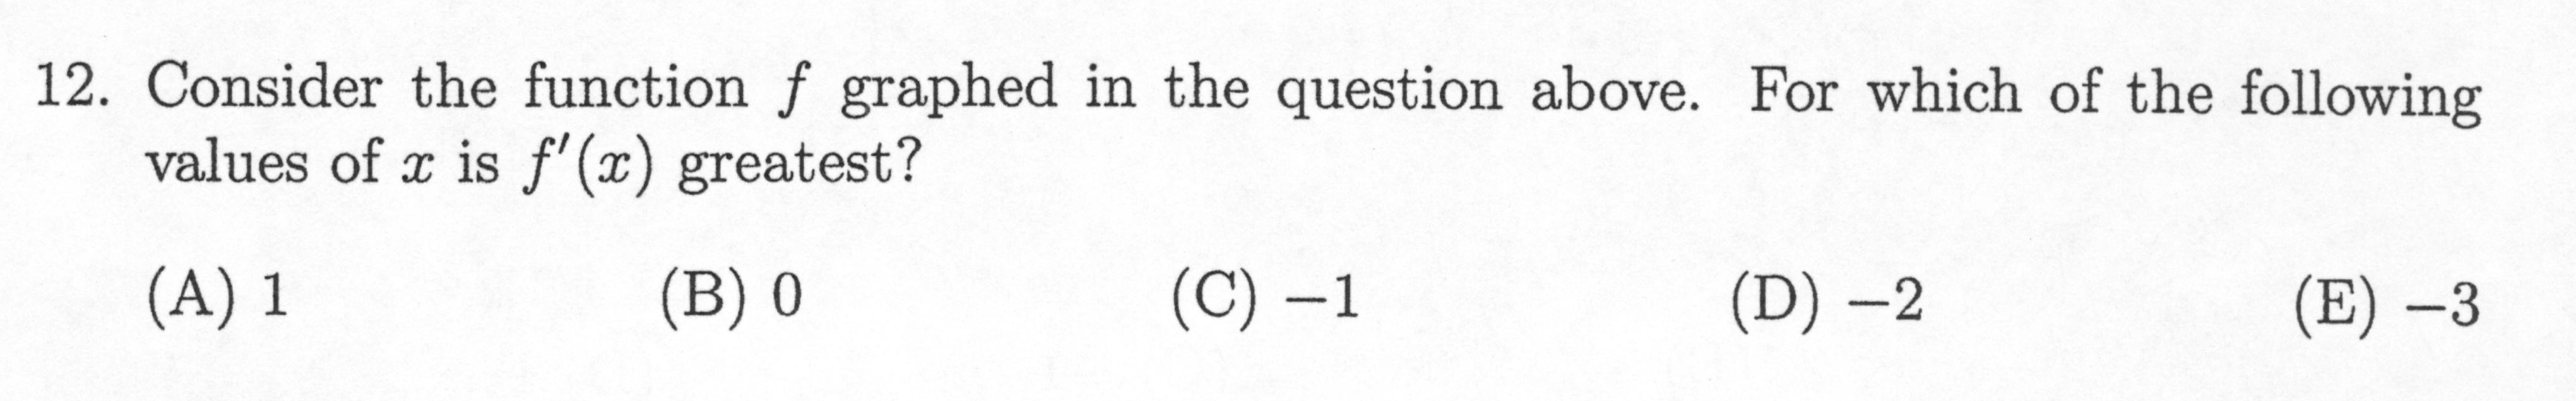 12. Consider the function f graphed in the question above. For which of the following
values of x is f′(x) greatest?
(A) 1 (B) 0 (C) −1 (D) −2 (E) −3